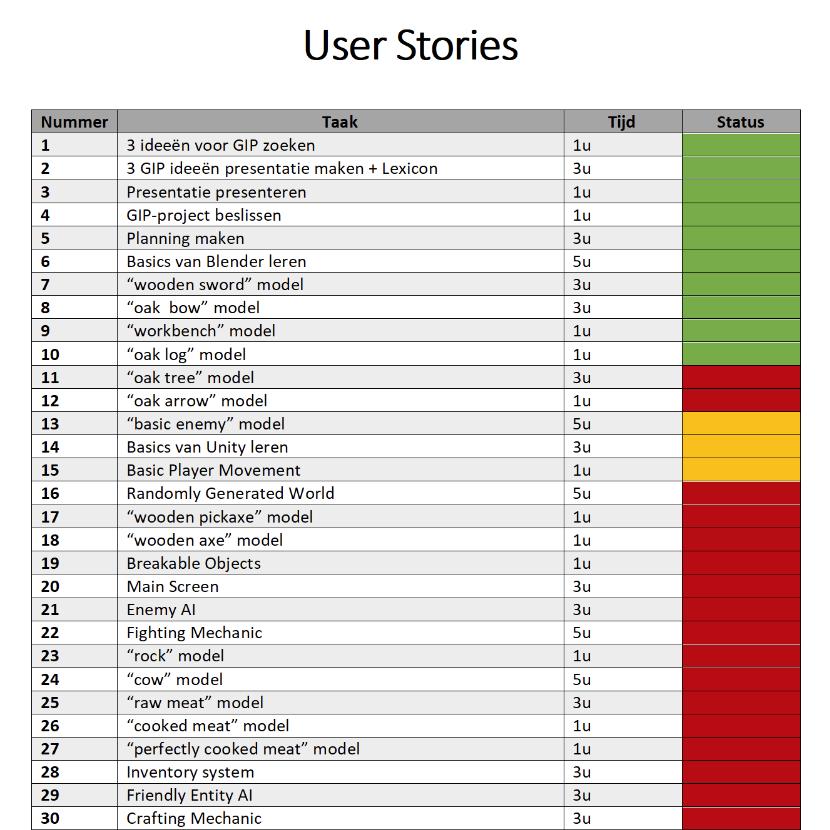 User Stories
Nummer Taak Tijd Status
1 3 ideeën voor GIP zoeken 1u
2 3 GIP ideeën presentatie maken + Lexicon 3u
3 Presentatie presenteren 1u
4 GIP-project beslissen 1u
5 Planning maken 3u
6 Basics van Blender leren 5u
7 “wooden sword” model 3u
8 “oak  bow” model 3u
9 “workbench” model 1u
10 “oak log” model 1u
11 “oak tree” model 3u
12 “oak arrow” model 1u
13 “basic enemy” model 5u
14 Basics van Unity leren 3u
15 Basic Player Movement 1u
16 Randomly Generated World 5u
17 “wooden pickaxe” model 1u
18 “wooden axe” model 1u
19 Breakable Objects 1u
20 Main Screen 3u
21 Enemy AI 3u
22 Fighting Mechanic 5u
23 “rock” model 1u
24 “cow” model 5u
25 “raw meat” model 3u
26 “cooked meat” model 1u
27 “perfectly cooked meat” model 1u
28 Inventory system 3u
29 Friendly Entity AI 3u
30 Crafting Mechanic 3u